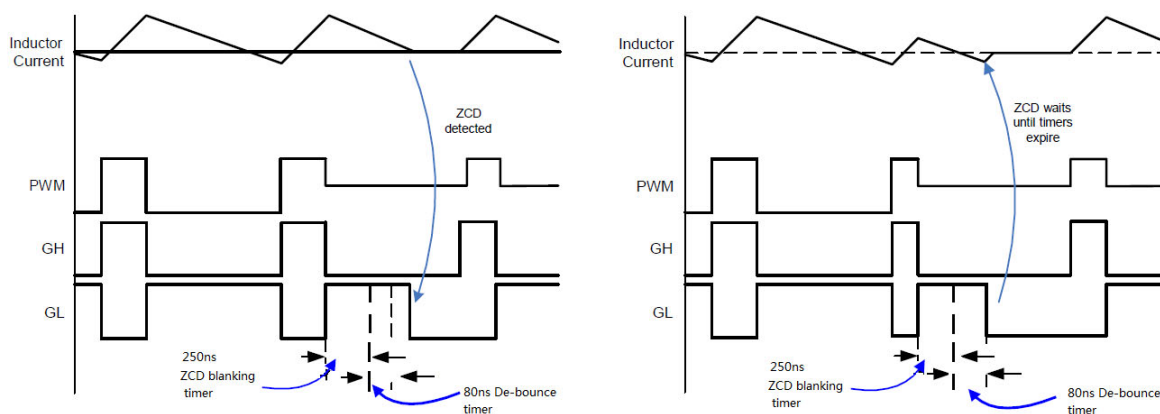 Inductor
Current
ZCD
detected
PWM
GH
GL
250ns
ZCD blanking
timer
80ns De-bounce
timer
Inductor
Current
ZCD waits
until timers
expire
PWM
GH
GL
250ns
ZCD blanking
timer
80ns De-bounce
timer